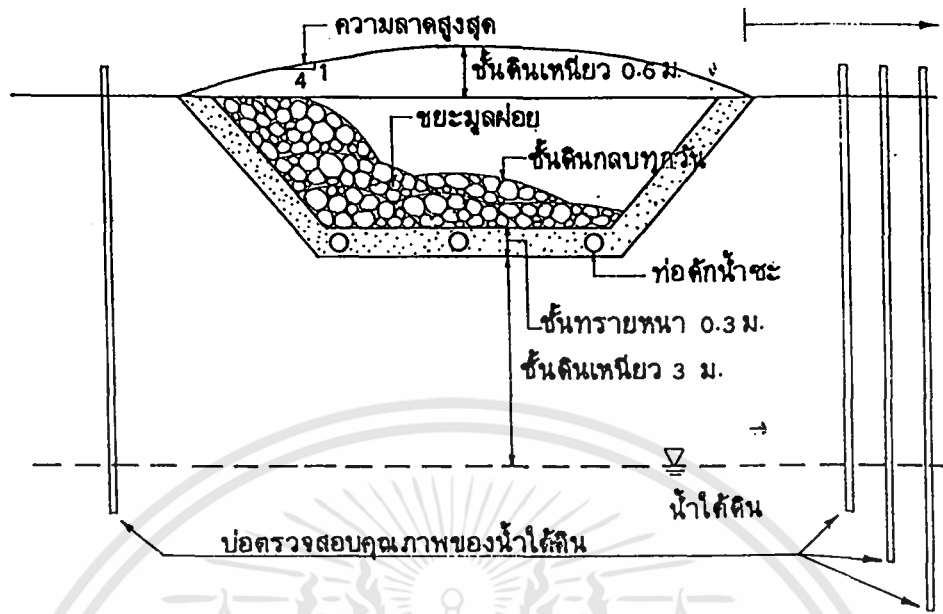 ความลาดสูงสุด
4 1
ชั้นดินเหนียว 0.6 ม.
ขยะมูลฝอย
ชั้นดินกลบทุกวัน
ท่อดักน้ำชะ
ชั้นทรายหนา 0.3 ม.
ชั้นดินเหนียว 3 ม.
น้ำใต้ดิน
บ่อตรวจสอบคุณภาพของน้ำใต้ดิน